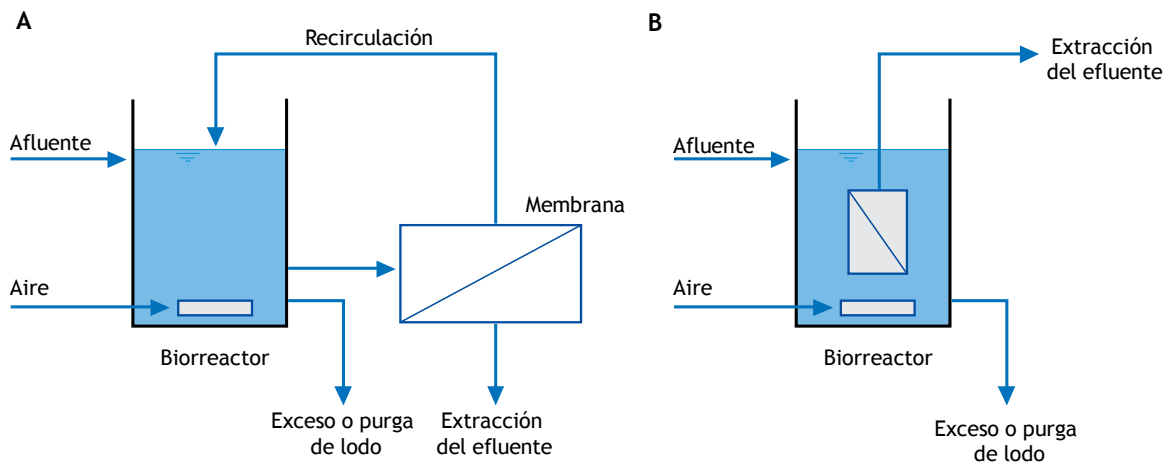 A
Recirculación
Afluente
Membrana
Aire
Biorreactor
Exceso o purga
de lodo
Extracción
del efluente
B
Extracción
del efluente
Afluente
Aire
Biorreactor
Exceso o purga
de lodo